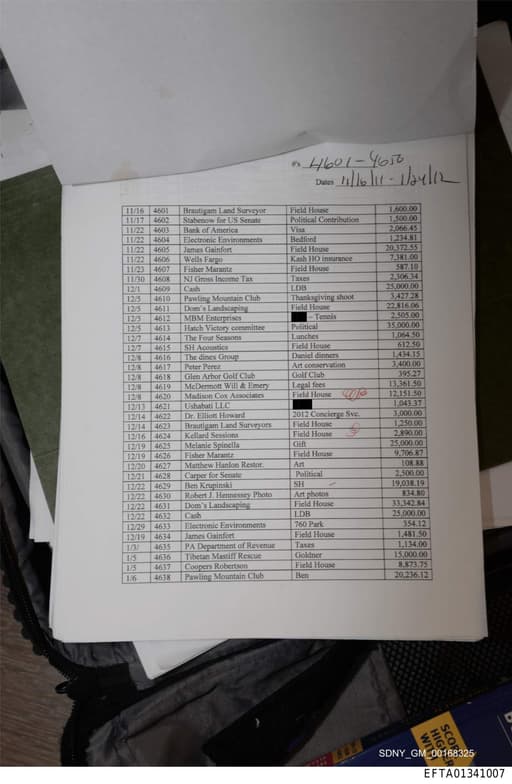 #'s 4601-4650
Dates 11/16/11 - 1/24/12
11/16 4601 Brautigam Land Surveyor Field House 1,600.00
11/17 4602 Stabenow for US Senate Political Contribution 1,500.00
11/22 4603 Bank of America Visa 2,066.45
11/22 4604 Electronic Environments Bedford 1,234.81
11/22 4605 James Gainfort Field House 20,372.55
11/22 4606 Wells Fargo Kash HO insurance 7,381.00
11/23 4607 Fisher Marantz Field House 587.10
11/30 4608 NJ Gross Income Tax Taxes 2,306.34
12/1 4609 Cash LDB 25,000.00
12/5 4610 Pawling Mountain Club Thanksgiving shoot 3,427.28
12/5 4611 Dom's Landscaping Field House 22,816.06
12/5 4612 MBM Enterprises – Tennis 2,505.00
12/5 4613 Hatch Victory committee Political 35,000.00
12/7 4614 The Four Seasons Lunches 1,064.50
12/7 4615 SH Acoustics Field House 612.50
12/8 4616 The dines Group Daniel dinners 1,434.15
12/8 4617 Peter Perez Art conservation 3,400.00
12/8 4618 Glen Arbor Golf Club Golf Club 395.27
12/8 4619 McDermott Will & Emery Legal fees 13,361.50
12/8 4620 Madison Cox Associates Field House 12,151.50
12/13 4621 Ushabati LLC 1,043.37
12/14 4622 Dr. Elliott Howard 2012 Concierge Svc. 3,000.00
12/14 4623 Brautigam Land Surveyors Field House 1,250.00
12/16 4624 Kellard Sessions Field House 2,890.00
12/19 4625 Melanie Spinella Gift 25,000.00
12/19 4626 Fisher Marantz Field House 9,706.87
12/20 4627 Matthew Hanlon Restor. Art 108.88
12/21 4628 Carper for Senate Political 2,500.00
12/22 4629 Ben Krupinski SH 19,038.19
12/22 4630 Robert J. Hennessey Photo Art photos 834.80
12/22 4631 Dom's Landscaping Field House 33,342.84
12/22 4632 Cash LDB 25,000.00
12/29 4633 Electronic Environments 760 Park 354.12
12/19 4634 James Gainfort Field House 1,481.50
1/3/ 4635 PA Department of Revenue Taxes 1,134.00
1/5 4636 Tibetan Mastiff Rescue Goldner 15,000.00
1/5 4637 Coopers Robertson Field House 8,873.75
1/6 4638 Pawling Mountain Club Ben 20,236.12
SDNY_GM_00168325
EFTA01341007